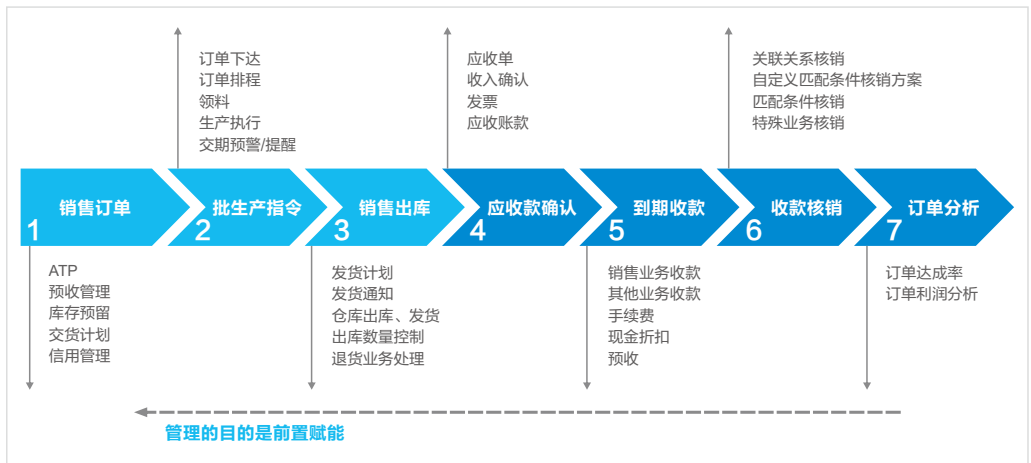 订单下达
订单排程
领料
生产执行
交期预警/提醒
应收单
收入确认
发票
应收账款
关联关系核销
自定义匹配条件核销方案
匹配条件核销
特殊业务核销
1 销售订单
2 批生产指令
3 销售出库
4 应收款确认
5 到期收款
6 收款核销
7 订单分析
ATP
预收管理
库存预留
交货计划
信用管理
发货计划
发货通知
仓库出库、发货
出库数量控制
退货业务处理
销售业务收款
其他业务收款
手续费
现金折扣
预收
订单达成率
订单利润分析
管理的目的是前置赋能